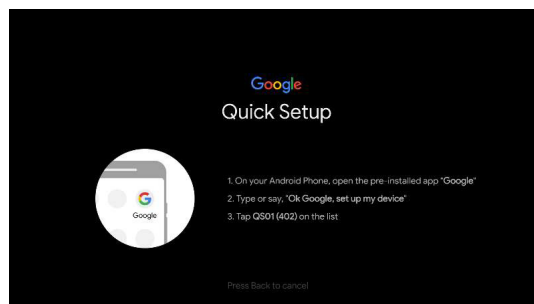 Google
Quick Setup
1. On your Android Phone, open the pre-installed app "Google"
2. Type or say, "Ok Google, set up my device"
3. Tap QS01 (402) on the list
G
Google
Press Back to cancel